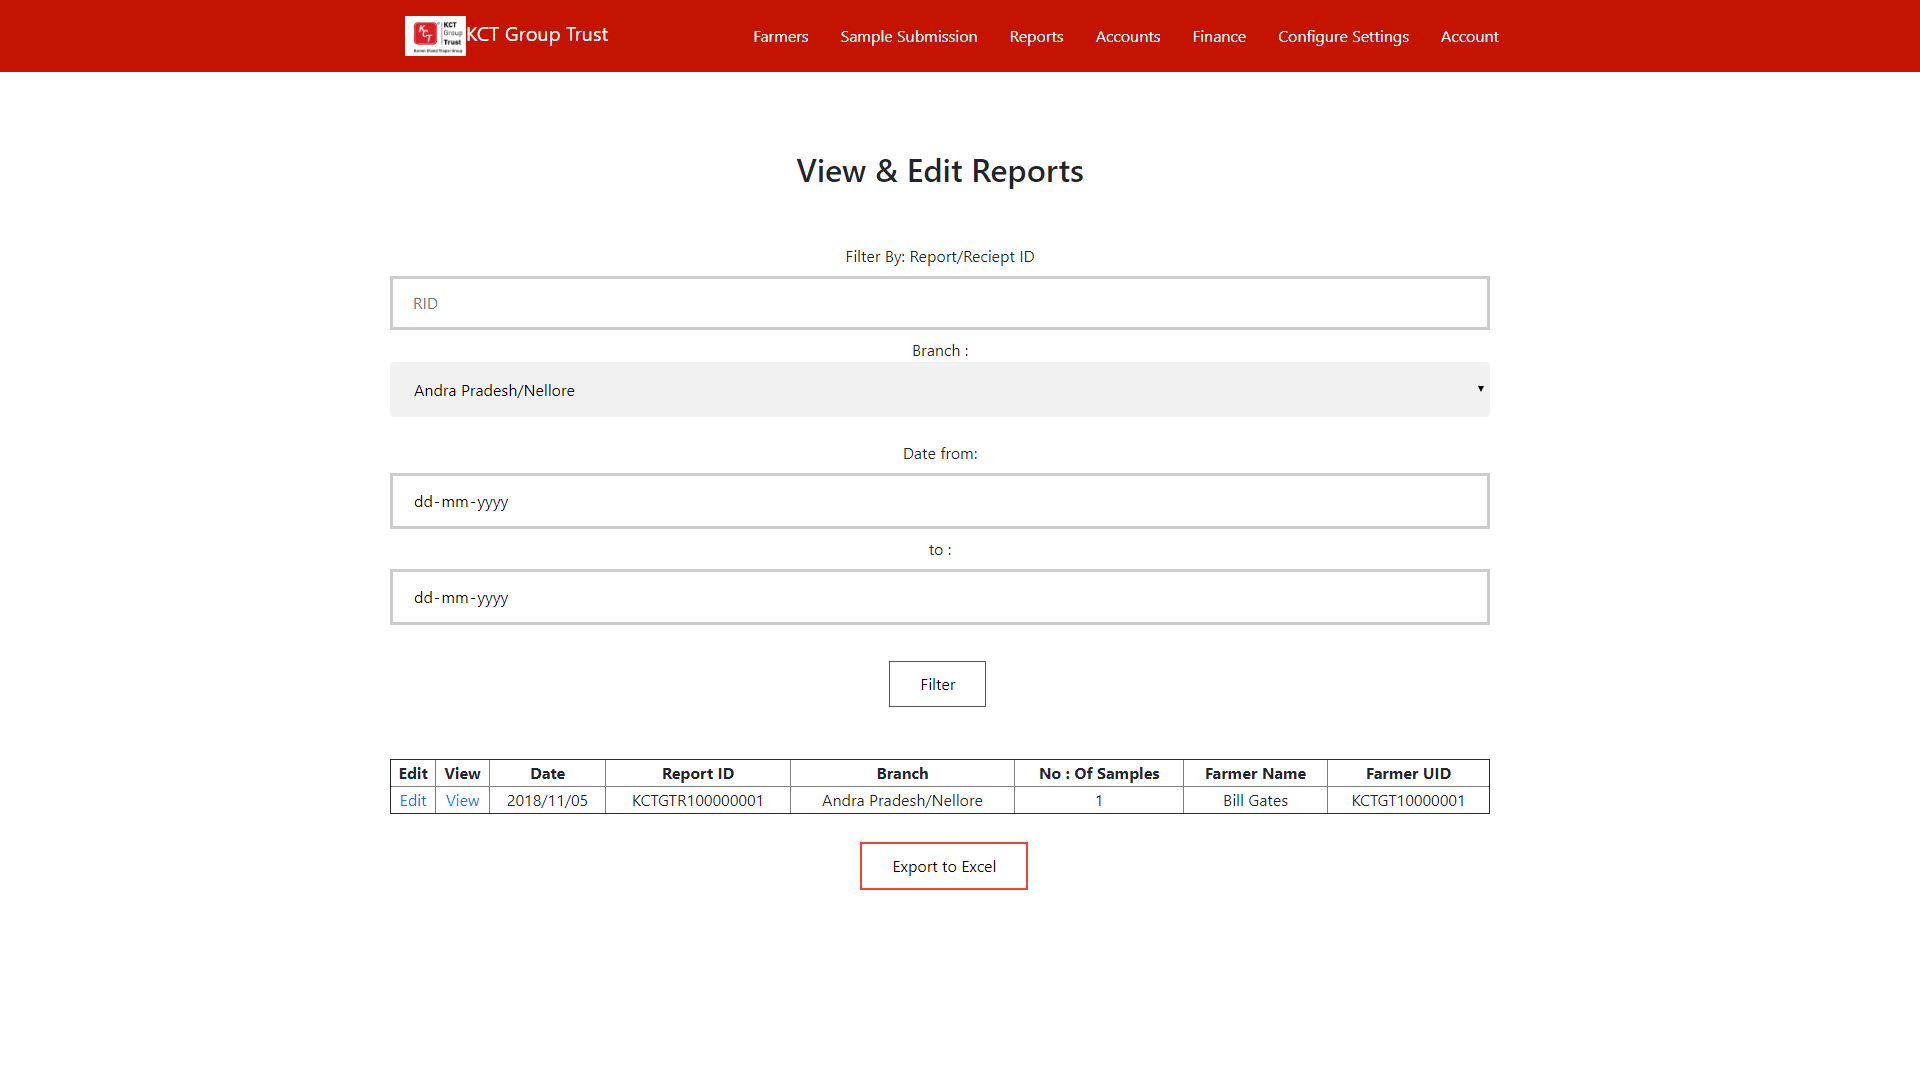 KCT
Group
Trust
KCT Group Trust
Farmers
Sample Submission
Reports
Accounts
Finance
Configure Settings
Account
View & Edit Reports
Filter By: Report/Reciept ID
RID
Branch :
Andra Pradesh/Nellore
Date from:
dd-mm-yyyy
to :
dd-mm-yyyy
Filter
Edit View Date Report ID Branch No : Of Samples Farmer Name Farmer UID
Edit View 2018/11/05 KCTGTR100000001 Andra Pradesh/Nellore 1 Bill Gates KCTGT10000001
Export to Excel